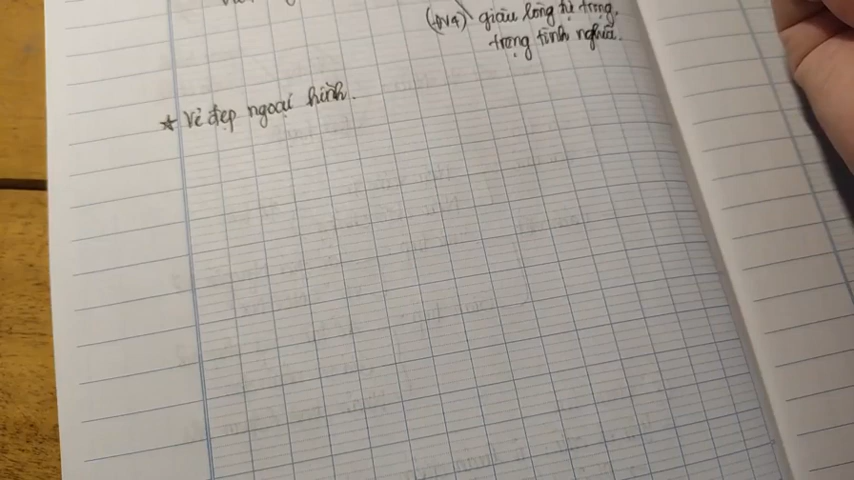 (ĐV4) giàu lòng tự trọng,
trọng tình nghĩa.
* Vẻ đẹp ngoại hình.